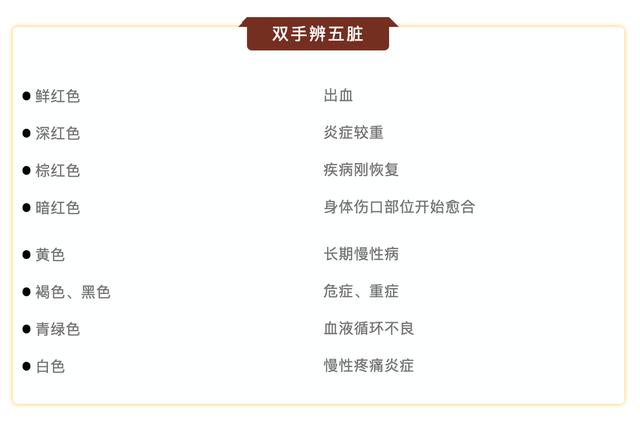 双手辨五脏
● 鲜红色 出血
● 深红色 炎症较重
● 棕红色 疾病刚恢复
● 暗红色 身体伤口部位开始愈合
● 黄色 长期慢性病
● 褐色、黑色 危症、重症
● 青绿色 血液循环不良
● 白色 慢性疼痛炎症